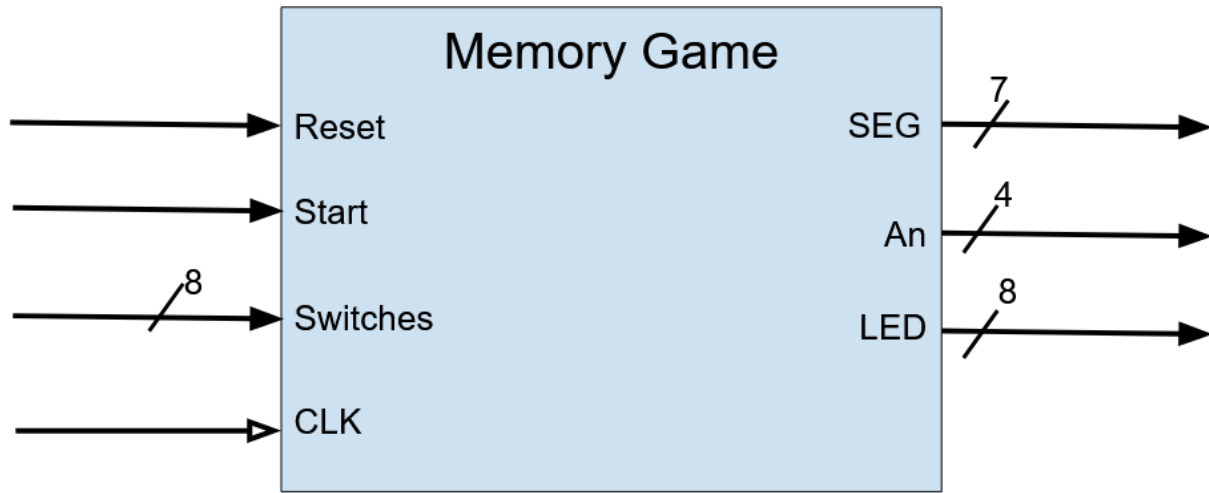 Memory Game
Reset
Start
8
Switches
CLK
7
SEG
4
An
8
LED